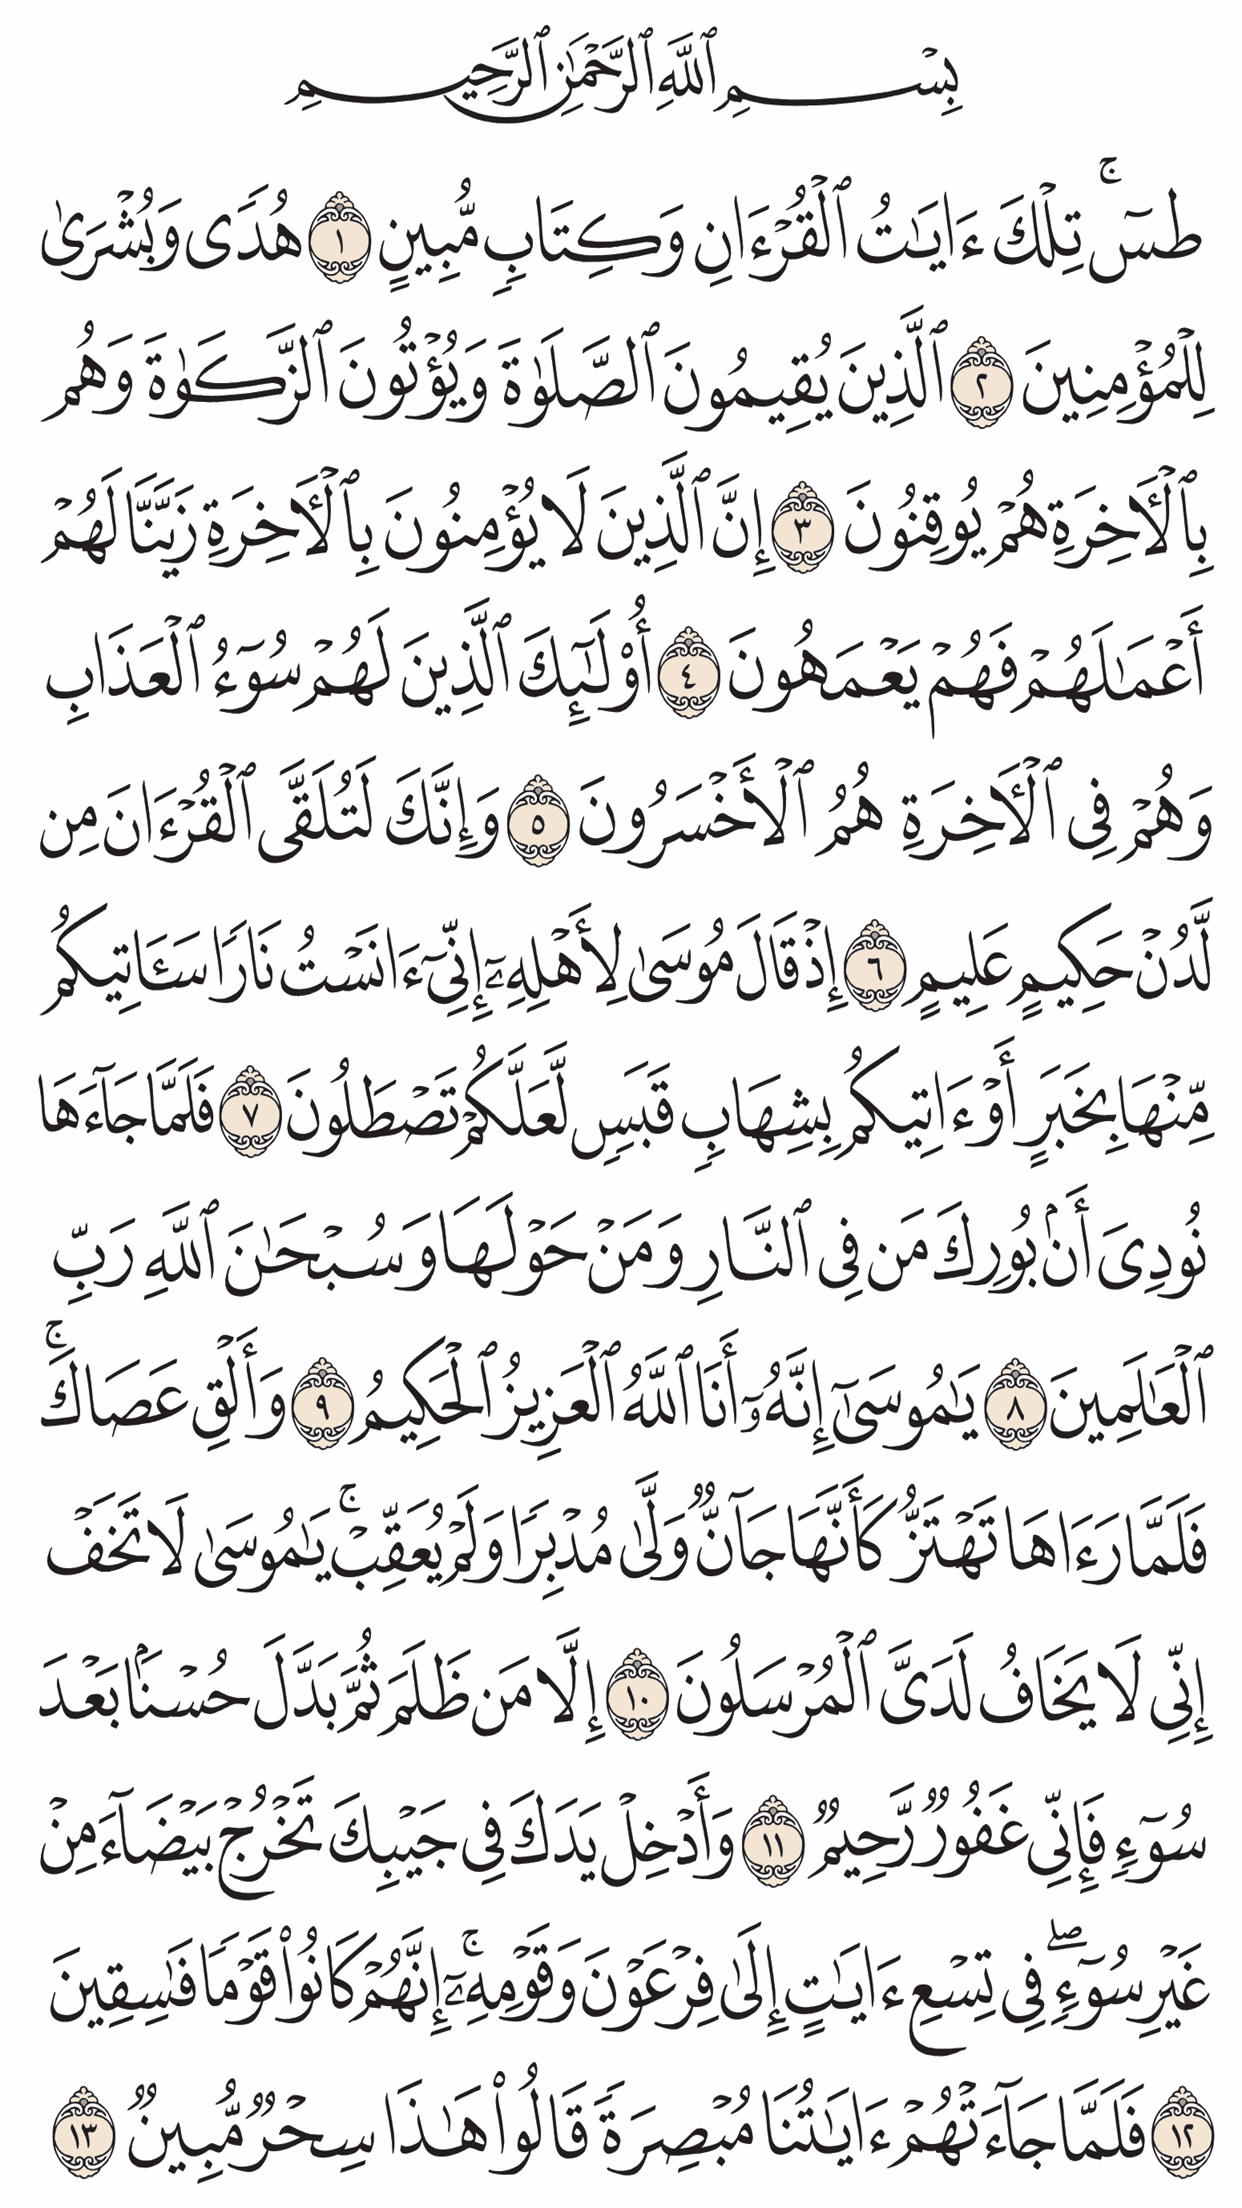 بِسْمِ ٱللَّهِ ٱلرَّحْمَٰنِ ٱلرَّحِيمِ
طسٓۚ تِلْكَ ءَايَٰتُ ٱلْقُرْءَانِ وَكِتَابٍ مُّبِينٍ ١ هُدًى وَبُشْرَىٰ
لِلْمُؤْمِنِينَ ٢ ٱلَّذِينَ يُقِيمُونَ ٱلصَّلَوٰةَ وَيُؤْتُونَ ٱلزَّكَوٰةَ وَهُم
بِٱلْأٓخِرَةِ هُمْ يُوقِنُونَ ٣ إِنَّ ٱلَّذِينَ لَا يُؤْمِنُونَ بِٱلْأٓخِرَةِ زَيَّنَّا لَهُمْ
أَعْمَٰلَهُمْ فَهُمْ يَعْمَهُونَ ٤ أُوْلَٰٓئِكَ ٱلَّذِينَ لَهُمْ سُوٓءُ ٱلْعَذَابِ
وَهُمْ فِى ٱلْأٓخِرَةِ هُمُ ٱلْأَخْسَرُونَ ٥ وَإِنَّكَ لَتُلَقَّى ٱلْقُرْءَانَ مِن
لَّدُنْ حَكِيمٍ عَلِيمٍ ٦ إِذْ قَالَ مُوسَىٰ لِأَهْلِهِۦٓ إِنِّىٓ ءَانَسْتُ نَارًا سَـَٔاتِيكُم
مِّنْهَا بِخَبَرٍ أَوْ ءَاتِيكُم بِشِهَابٍ قَبَسٍ لَّعَلَّكُمْ تَصْطَلُونَ ٧ فَلَمَّا جَآءَهَا
نُودِىَ أَنۢ بُورِكَ مَن فِى ٱلنَّارِ وَمَنْ حَوْلَهَا وَسُبْحَٰنَ ٱللَّهِ رَبِّ
ٱلْعَٰلَمِينَ ٨ يَٰمُوسَىٰٓ إِنَّهُۥٓ أَنَا ٱللَّهُ ٱلْعَزِيزُ ٱلْحَكِيمُ ٩ وَأَلْقِ عَصَاكَۚ
فَلَمَّا رَءَاهَا تَهْتَزُّ كَأَنَّهَا جَآنٌّ وَلَّىٰ مُدْبِرًا وَلَمْ يُعَقِّبْۚ يَٰمُوسَىٰ لَا تَخَفْ
إِنِّى لَا يَخَافُ لَدَىَّ ٱلْمُرْسَلُونَ ١٠ إِلَّا مَن ظَلَمَ ثُمَّ بَدَّلَ حُسْنَۢا بَعْدَ
سُوٓءٍ فَإِنِّى غَفُورٌ رَّحِيمٌ ١١ وَأَدْخِلْ يَدَكَ فِى جَيْبِكَ تَخْرُجْ بَيْضَآءَ مِنْ
غَيْرِ سُوٓءٍۖ فِى تِسْعِ ءَايَٰتٍ إِلَىٰ فِرْعَوْنَ وَقَوْمِهِۦٓۚ إِنَّهُمْ كَانُوا۟ قَوْمًا فَٰسِقِينَ
١٢ فَلَمَّا جَآءَتْهُمْ ءَايَٰتُنَا مُبْصِرَةً قَالُوا۟ هَٰذَا سِحْرٌ مُّبِينٌ ١٣